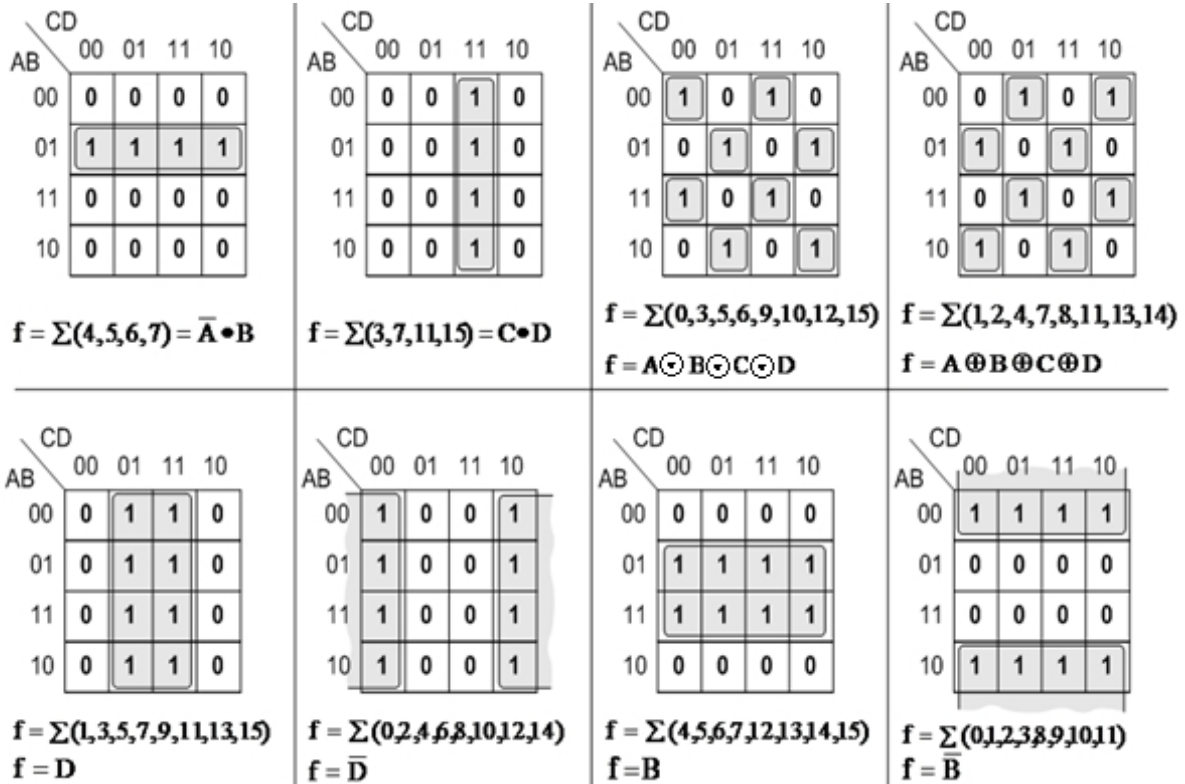 CD
00 01 11 10
AB
00 0 0 0 0
01 1 1 1 1
11 0 0 0 0
10 0 0 0 0
f = ∑(4,5,6,7) = A̅•B
CD
00 01 11 10
AB
00 0 0 1 0
01 0 0 1 0
11 0 0 1 0
10 0 0 1 0
f = ∑(3,7,11,15) = C•D
CD
00 01 11 10
AB
00 1 0 1 0
01 0 1 0 1
11 1 0 1 0
10 0 1 0 1
f = ∑(0,3,5,6,9,10,12,15)
f = A⊙B⊙C⊙D
CD
00 01 11 10
AB
00 0 1 0 1
01 1 0 1 0
11 0 1 0 1
10 1 0 1 0
f = ∑(1,2,4,7,8,11,13,14)
f = A⊕B⊕C⊕D
CD
00 01 11 10
AB
00 0 1 1 0
01 0 1 1 0
11 0 1 1 0
10 0 1 1 0
f = ∑(1,3,5,7,9,11,13,15)
f = D
CD
00 01 11 10
AB
00 1 0 0 1
01 1 0 0 1
11 1 0 0 1
10 1 0 0 1
f = ∑(0,2,4,6,8,10,12,14)
f = D̅
CD
00 01 11 10
AB
00 0 0 0 0
01 1 1 1 1
11 1 1 1 1
10 0 0 0 0
f = ∑(4,5,6,7,12,13,14,15)
f=B
CD
00 01 11 10
AB
00 1 1 1 1
01 0 0 0 0
11 0 0 0 0
10 1 1 1 1
f = ∑(0,1,2,3,8,9,10,11)
f = B̅